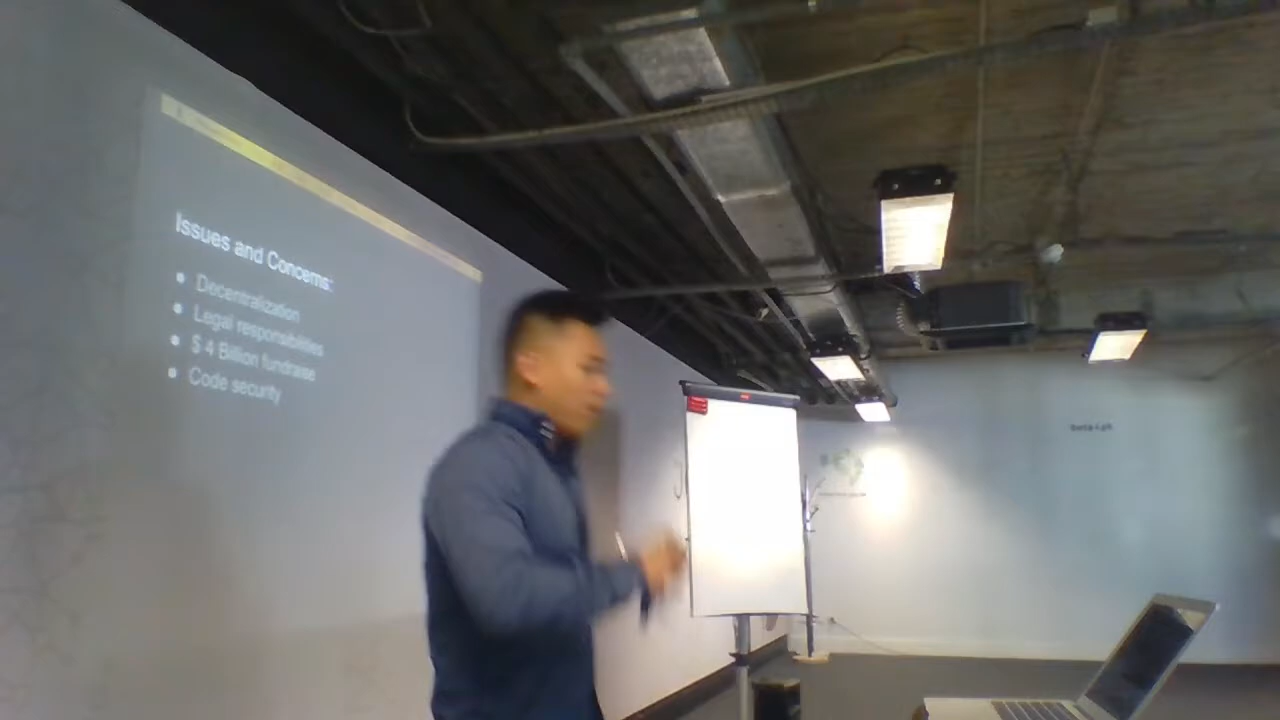 Issues and Concerns:
Decentralization
Legal responsibilities
$ 4 Billion fundraise
Code security